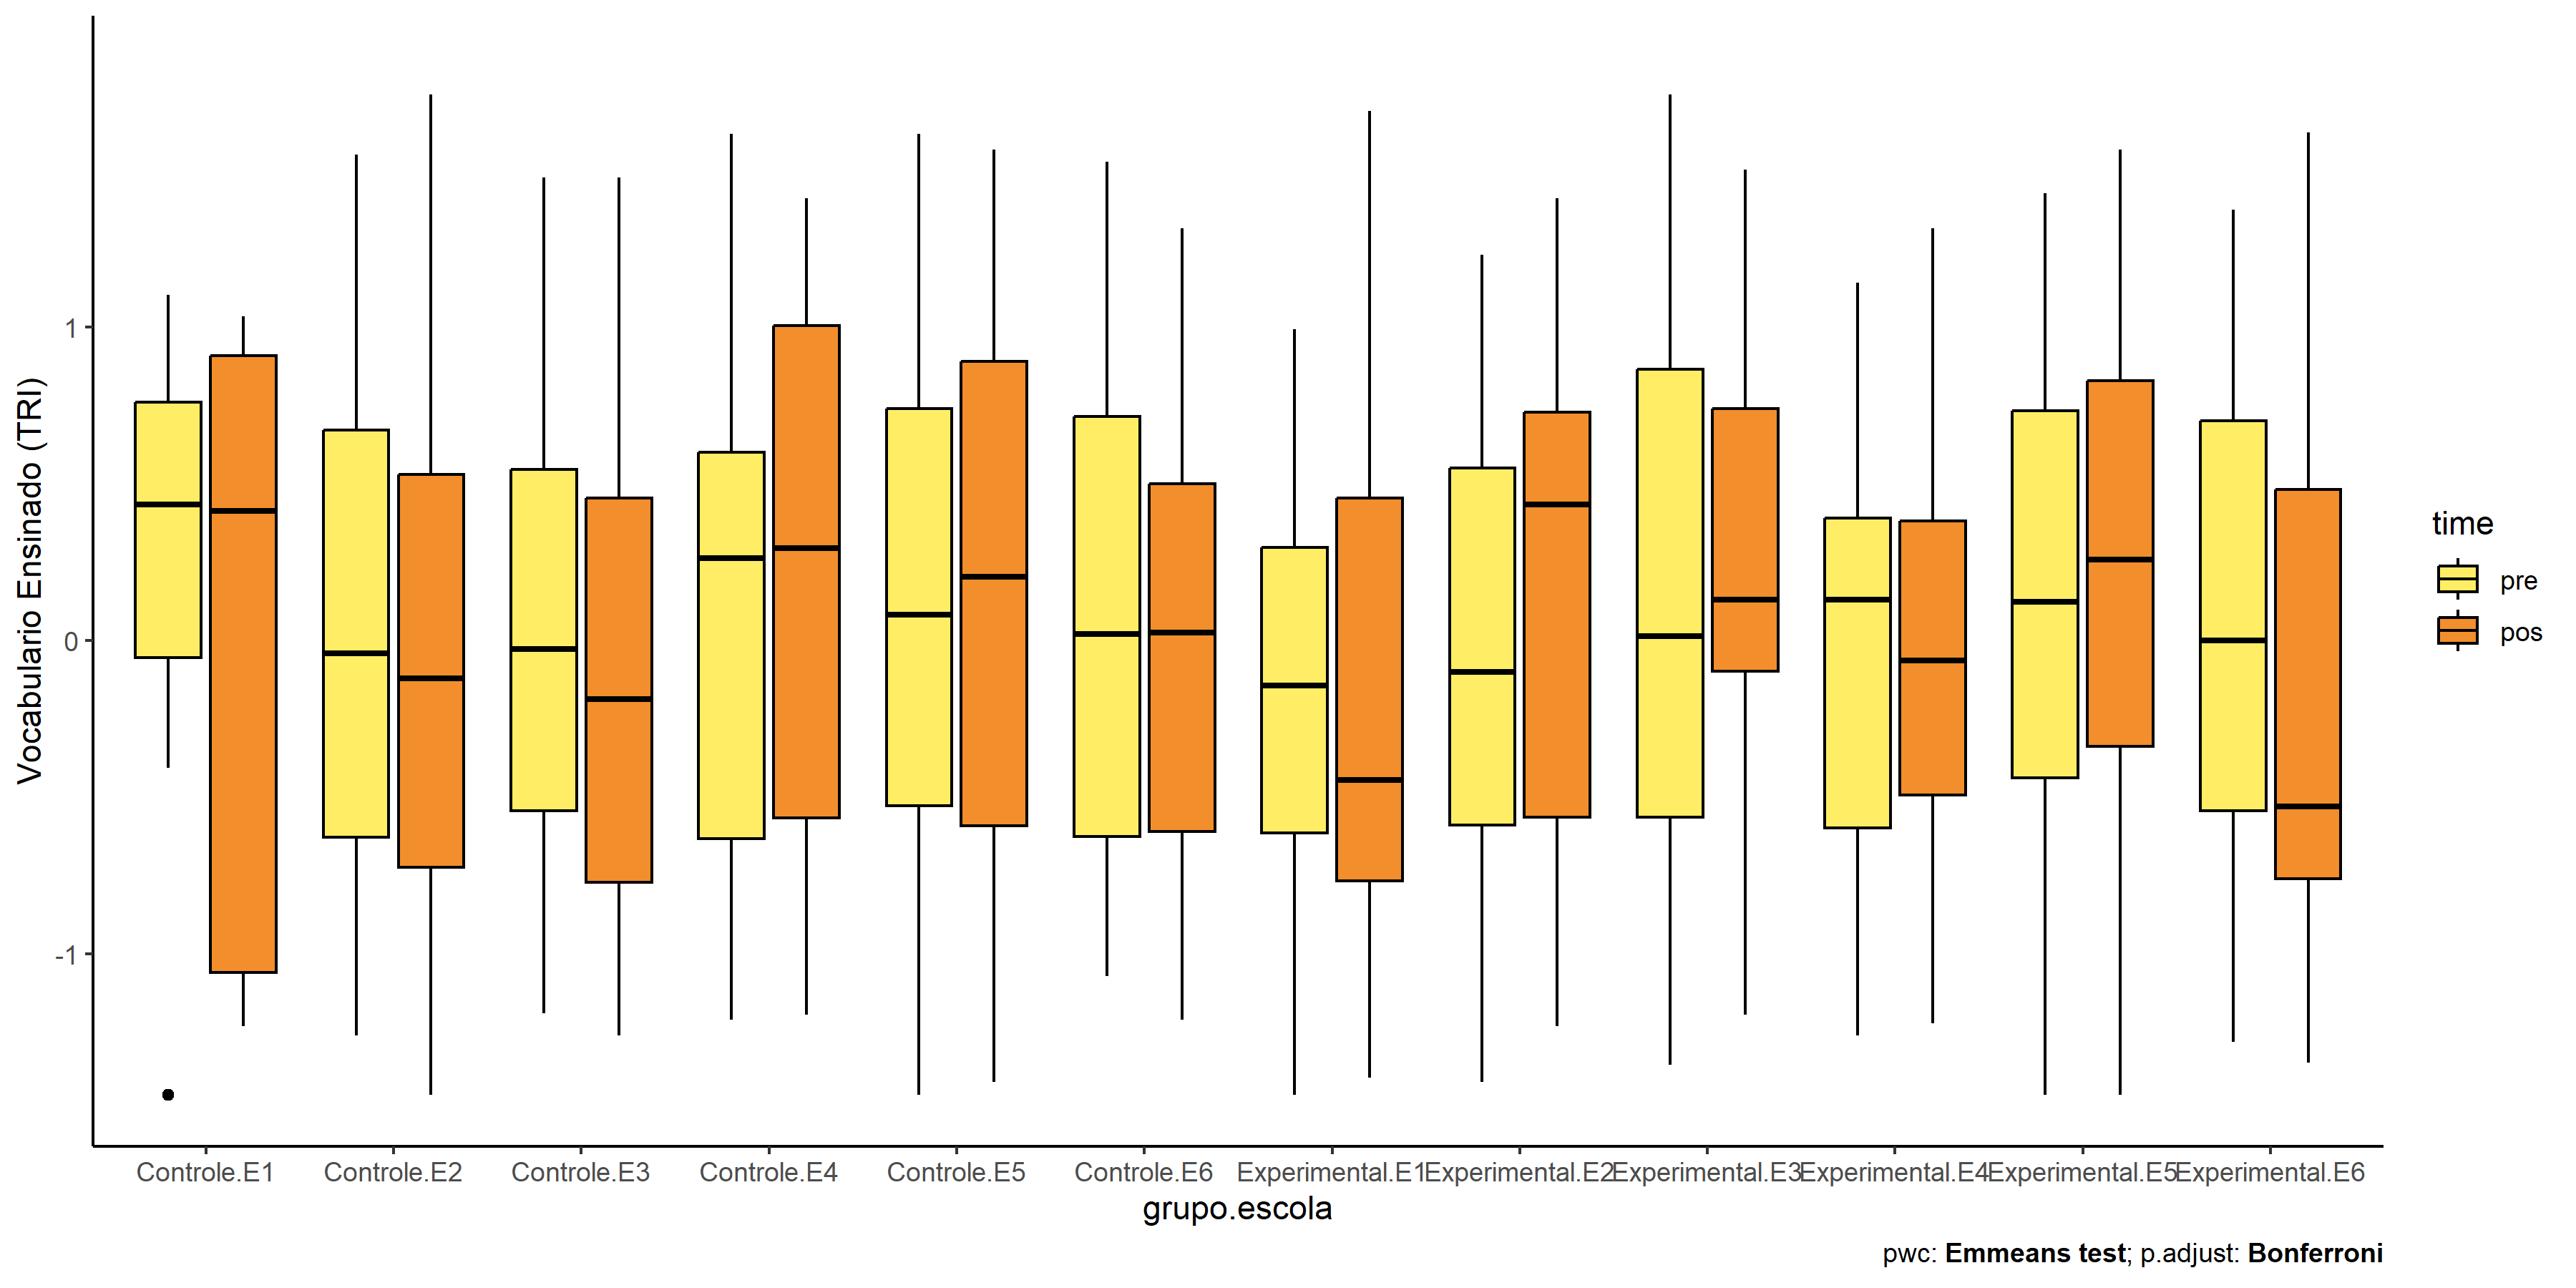 Vocabulario Ensinado (TRI)
1
0
-1
Controle.E1 Controle.E2 Controle.E3 Controle.E4 Controle.E5 Controle.E6 Experimental.E1 Experimental.E2 Experimental.E3 Experimental.E4 Experimental.E5 Experimental.E6
grupo.escola
time
pre
pos
pwc: Emmeans test; p.adjust: Bonferroni